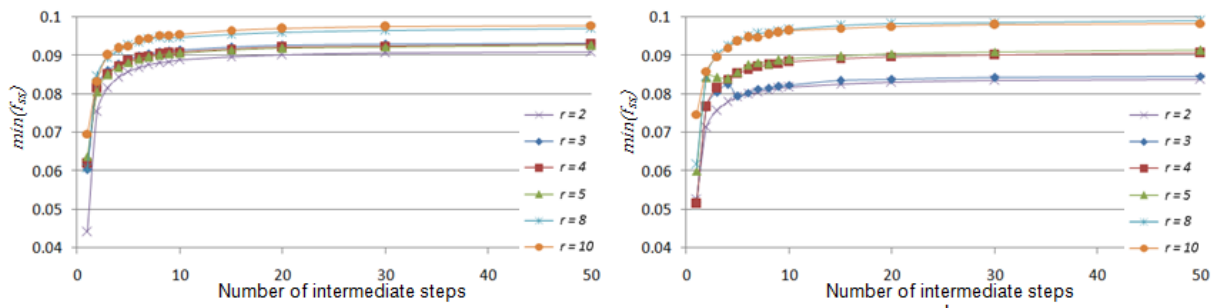 min(fss)
0.1
0.09
0.08
0.07
0.06
0.05
0.04
0 10 20 30 40 50
Number of intermediate steps
r = 2
r = 3
r = 4
r = 5
r = 8
r = 10
min(fss)
0.1
0.09
0.08
0.07
0.06
0.05
0.04
0 10 20 30 40 50
Number of intermediate steps
r = 2
r = 3
r = 4
r = 5
r = 8
r = 10